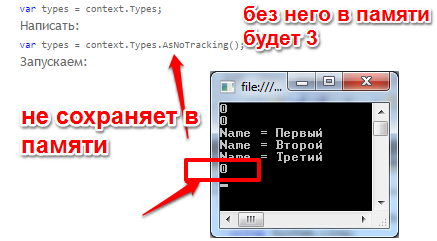 var types = context.Types;
без него в памяти будет 3
Написать:
var types = context.Types.AsNoTracking();
Запускаем:
не сохраняет в памяти
file:///...
0
0
Name = Первый
Name = Второй
Name = Третий
0